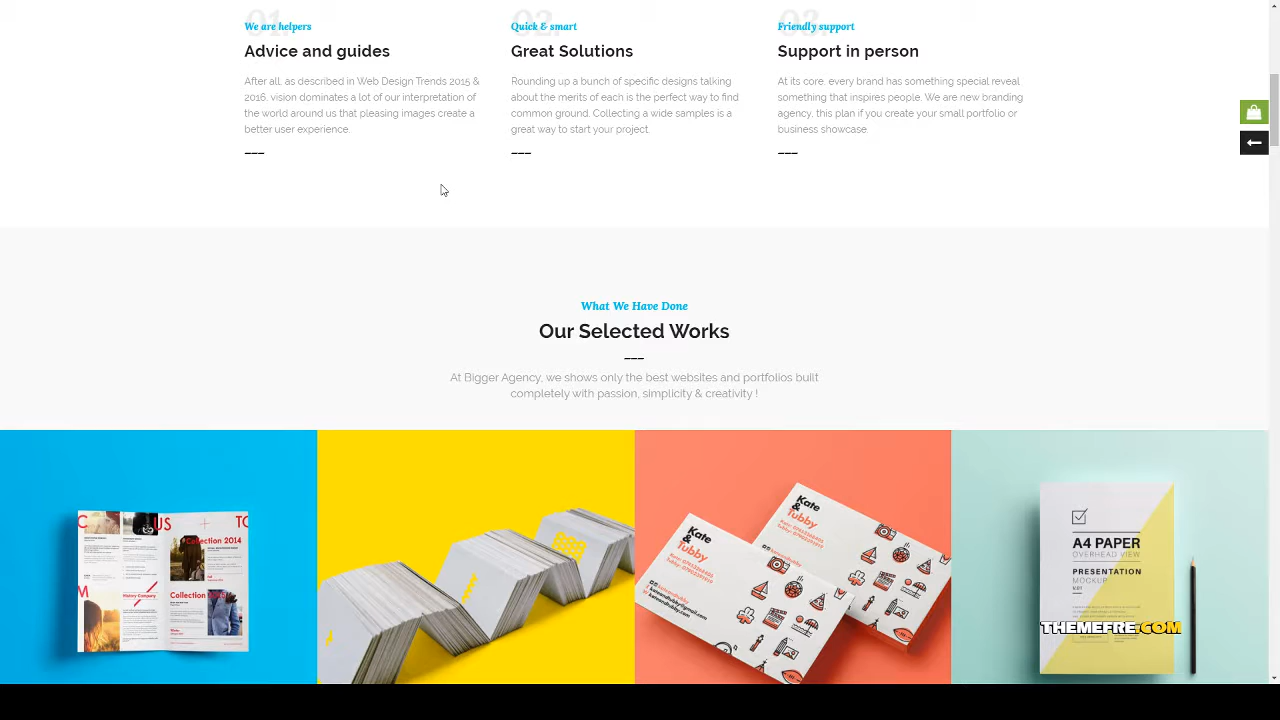 01.
We are helpers
Advice and guides
After all, as described in Web Design Trends 2015 &
2016, vision dominates a lot of our interpretation of
the world around us that pleasing images create a
better user experience.
02.
Quick & smart
Great Solutions
Rounding up a bunch of specific designs talking
about the merits of each is the perfect way to find
common ground. Collecting a wide samples is a
great way to start your project.
03.
Friendly support
Support in person
At its core, every brand has something special reveal
something that inspires people. We are new branding
agency, this plan if you create your small portfolio or
business showcase.
What We Have Done
Our Selected Works
At Bigger Agency, we shows only the best websites and portfolios built
completely with passion, simplicity & creativity !
C
US
TO
Collection 2014
M
History Company
Collection
Kate
&
Tubby
Kate
&
Tubby
A4 PAPER
OVERHEAD VIEW
PRESENTATION
MOCKUP
THEMEFRE.COM